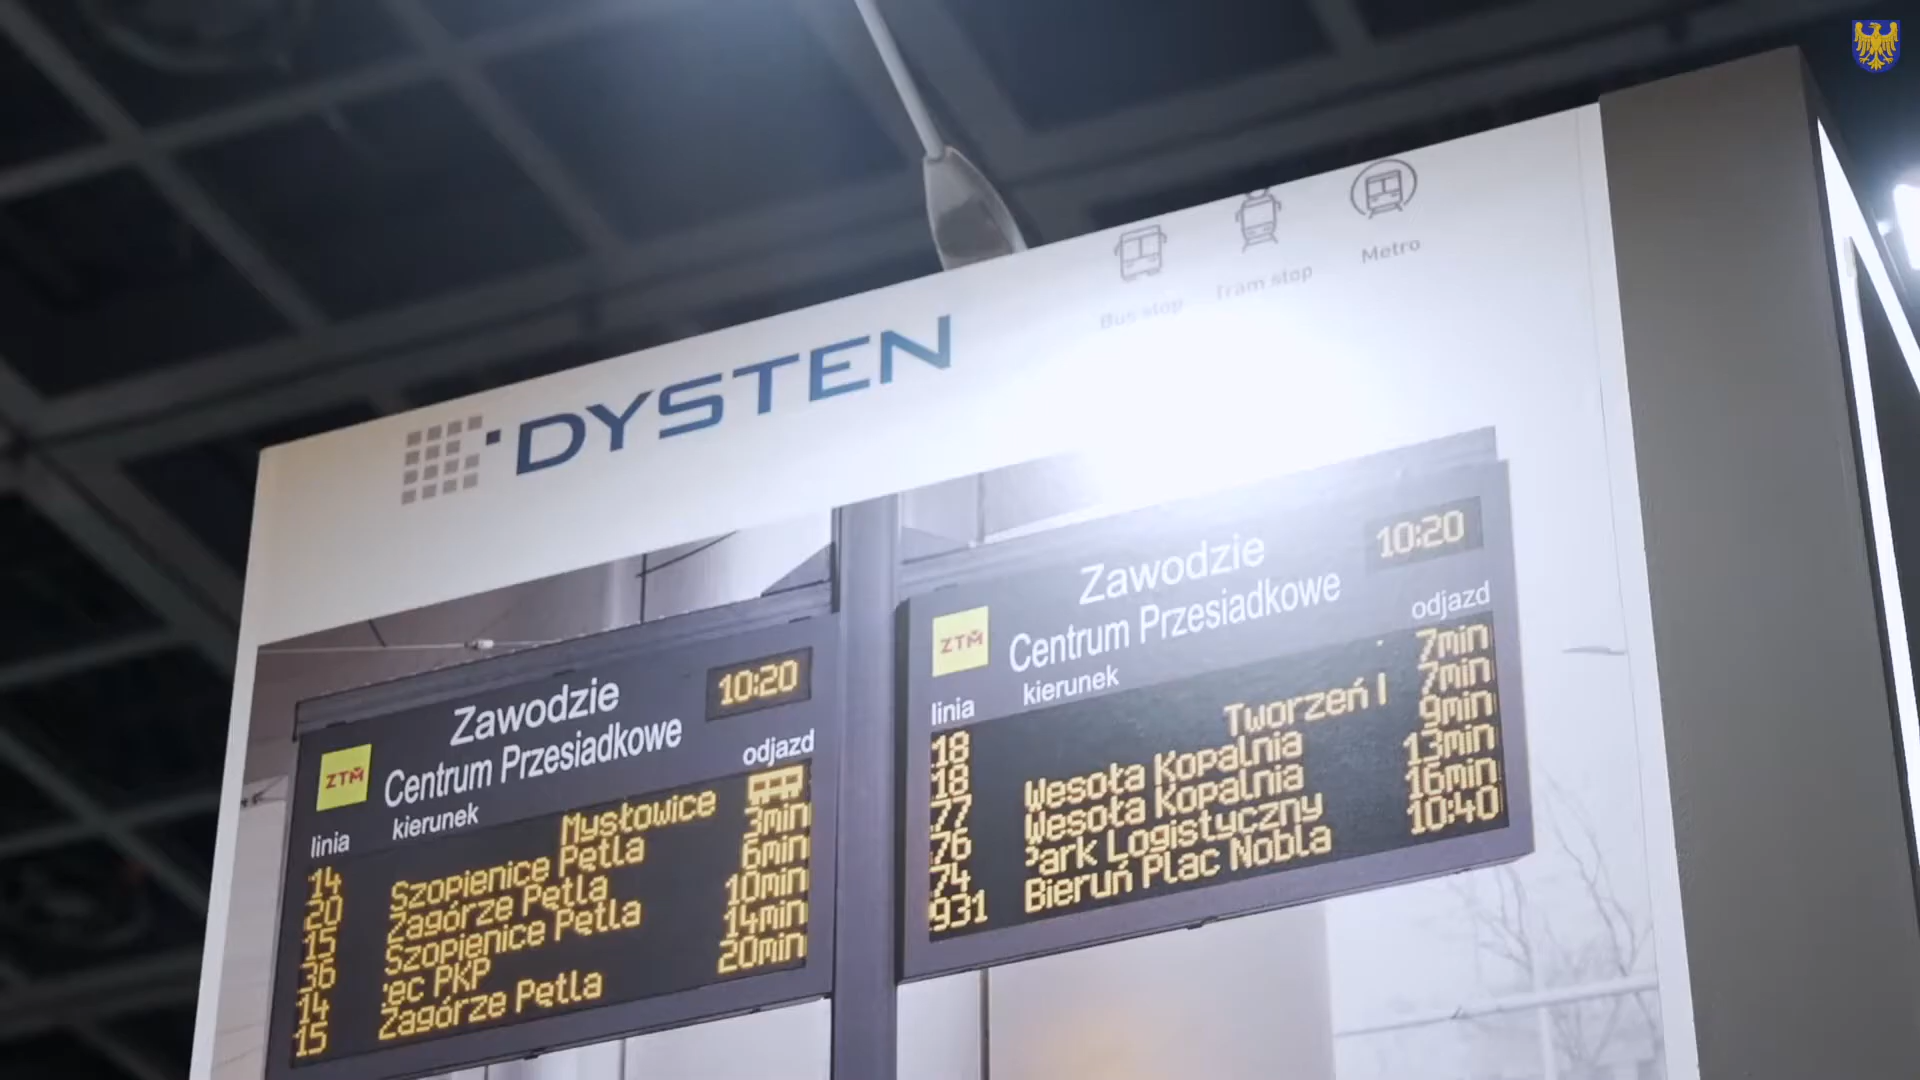 Bus stop
Tram stop
Metro
DYSTEN
Zawodzie
Centrum Przesiadkowe
10:20
ZTM
linia kierunek odjazd
14 Mysłowice
20 Szopienice Pętla 3min
15 Zagórze Pętla 6min
36 Szopienice Pętla 10min
14 ec PKP 14min
15 Zagórze Pętla 20min
Zawodzie
Centrum Przesiadkowe
10:20
ZTM
linia kierunek odjazd
18 7min
18 Tworzeń I 7min
77 Wesoła Kopalnia 9min
76 Wesoła Kopalnia 13min
74 Park Logistyczny 16min
931 Bieruń Plac Nobla 10:40